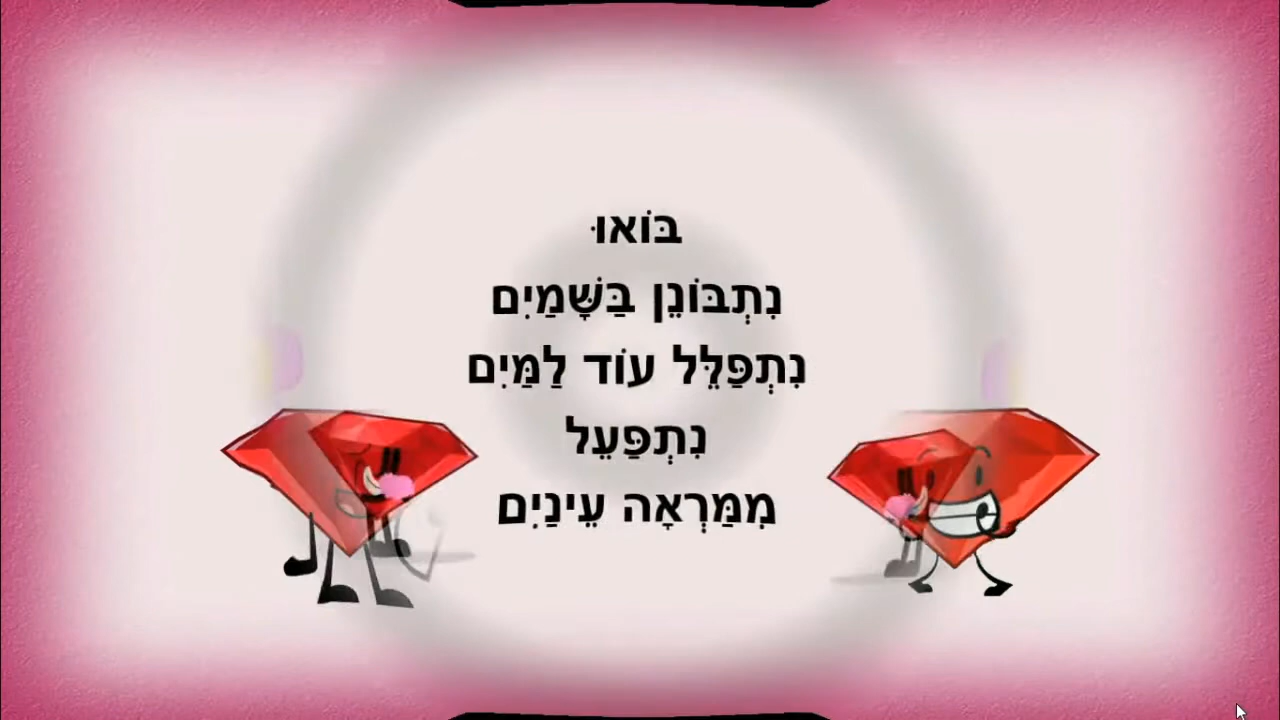 בּוֹאוּ
נִתְבּוֹנֵן בַּשָּׁמַיִם
נִתְפַּלֵּל עוֹד לַמַּיִם
נִתְפַּעֵל
מִמַּרְאָה עֵינַיִם